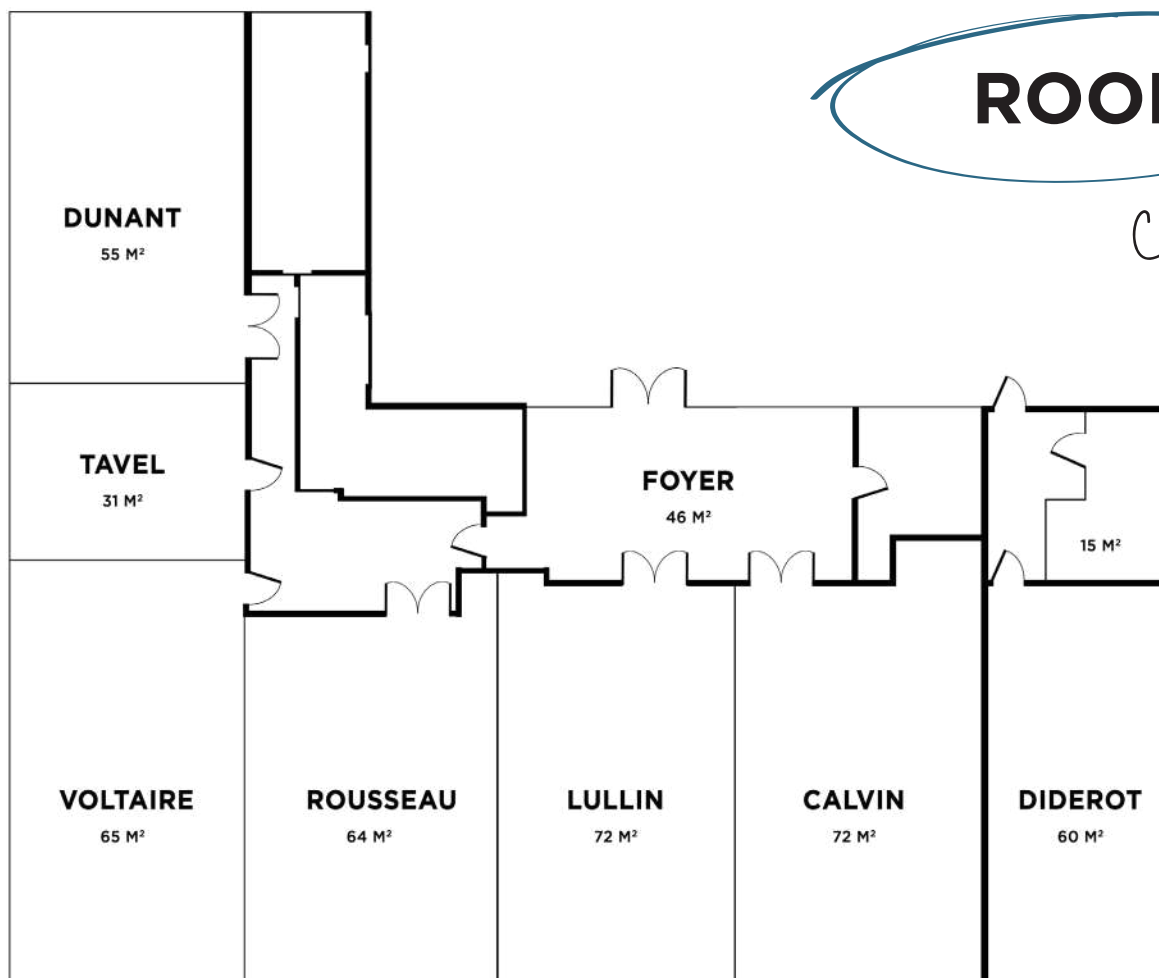 ROO
DUNANT
55 M²
TAVEL
31 M²
FOYER
46 M²
15 M²
VOLTAIRE
65 M²
ROUSSEAU
64 M²
LULLIN
72 M²
CALVIN
72 M²
DIDEROT
60 M²